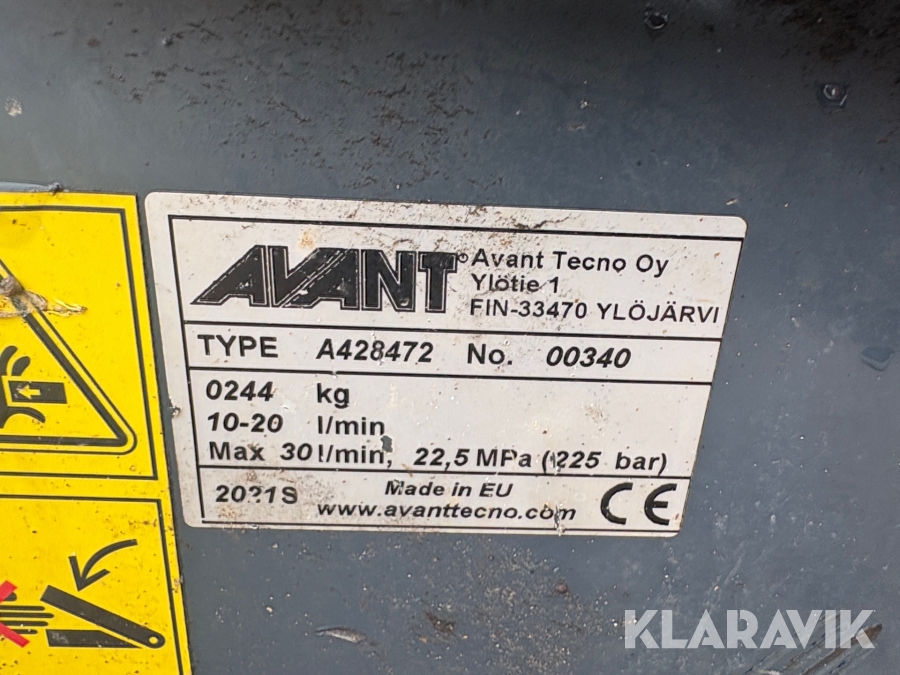 AVANT
Avant Tecno Oy
Ylötie 1
FIN-33470 YLÖJÄRVI
TYPE A428472 No. 00340
0244 kg
10-20 l/min
Max 30 l/min, 22,5 MPa (225 bar)
2021S Made in EU
www.avanttecno.com CE
KLARAVIK